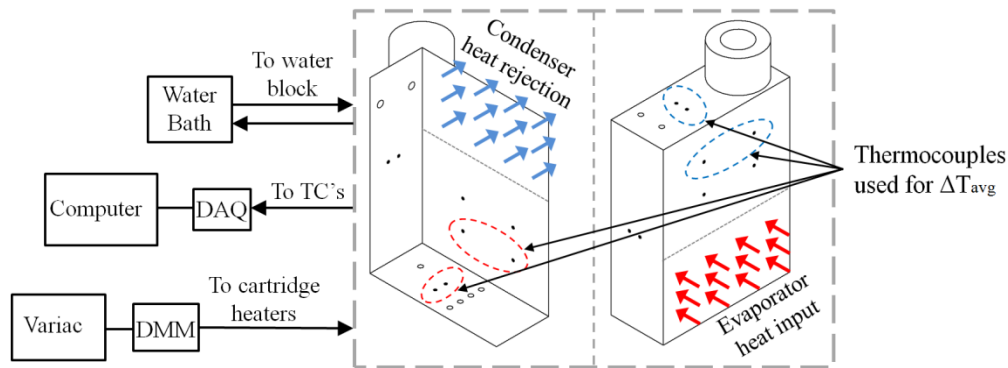 To water
block
Water
Bath
Computer
DAQ
To TC's
Variac
DMM
To cartridge
heaters
Condenser
heat rejection
Evaporator
heat input
Thermocouples
used for ΔTavg